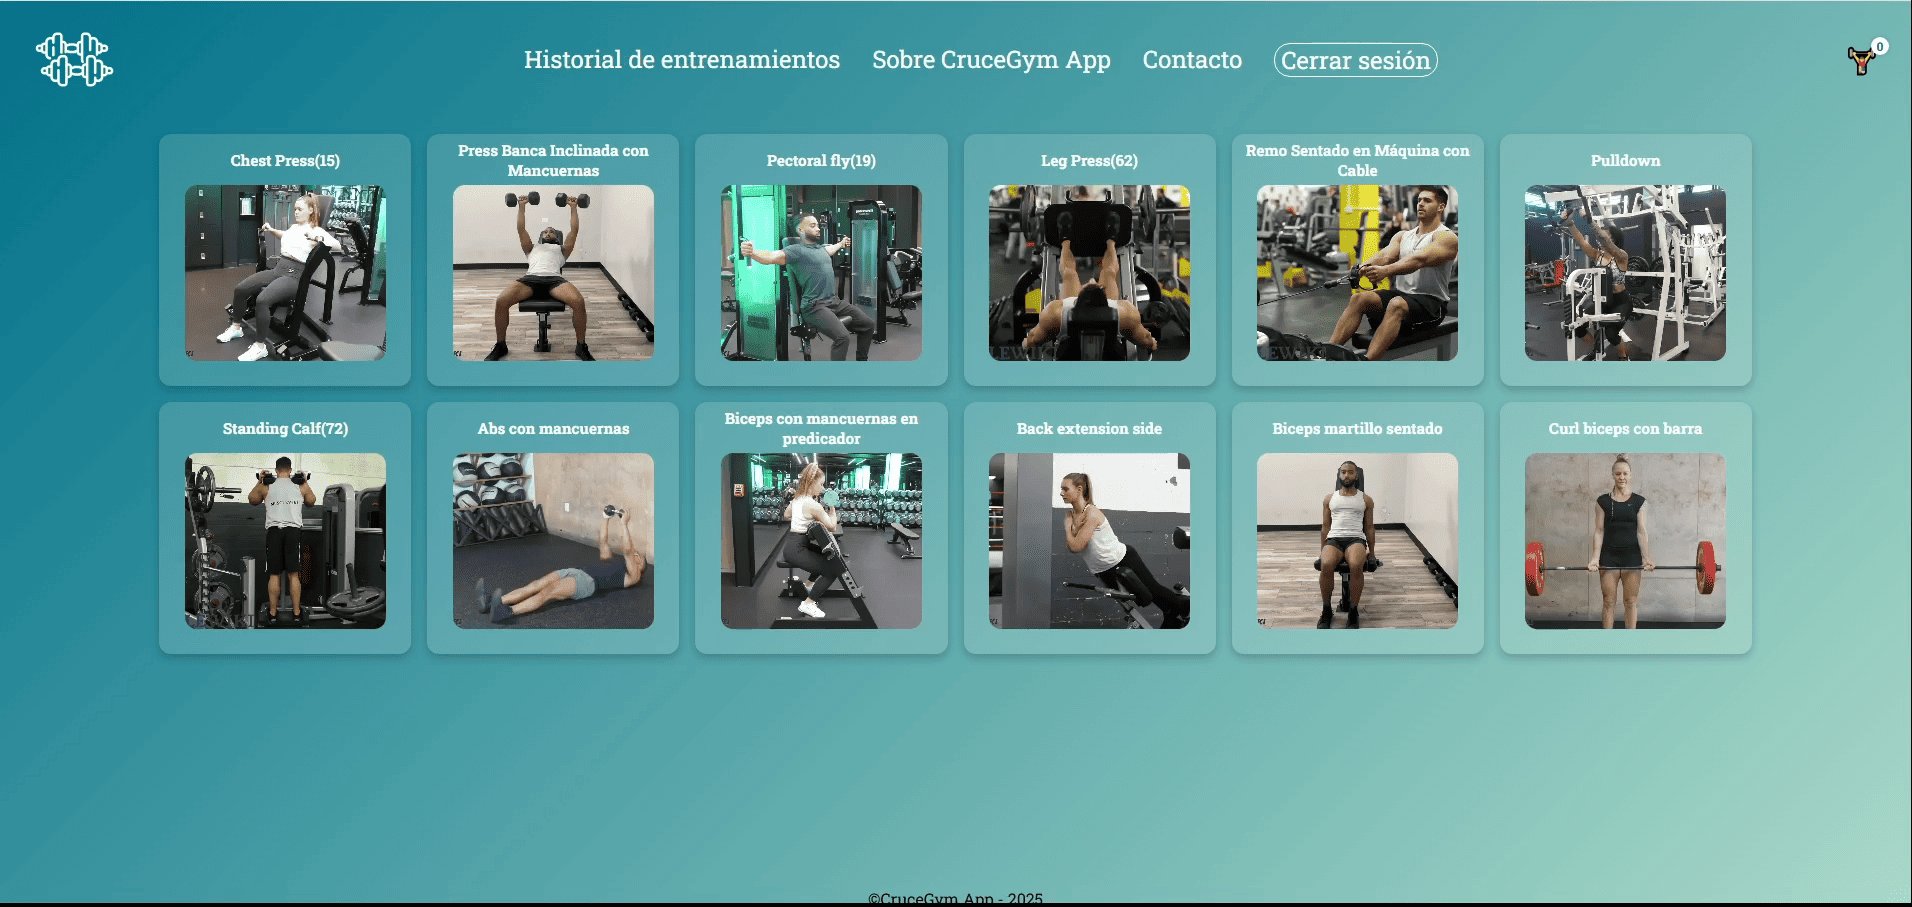 Historial de entrenamientos
Sobre CruceGym App
Contacto
Cerrar sesión
0
Chest Press(15)
Press Banca Inclinada con
Mancuernas
Pectoral fly(19)
Leg Press(62)
Remo Sentado en Máquina con
Cable
Pulldown
Standing Calf(72)
Abs con mancuernas
Biceps con mancuernas en
predicador
Back extension side
Biceps martillo sentado
Curl biceps con barra
©CruceGym App - 2025